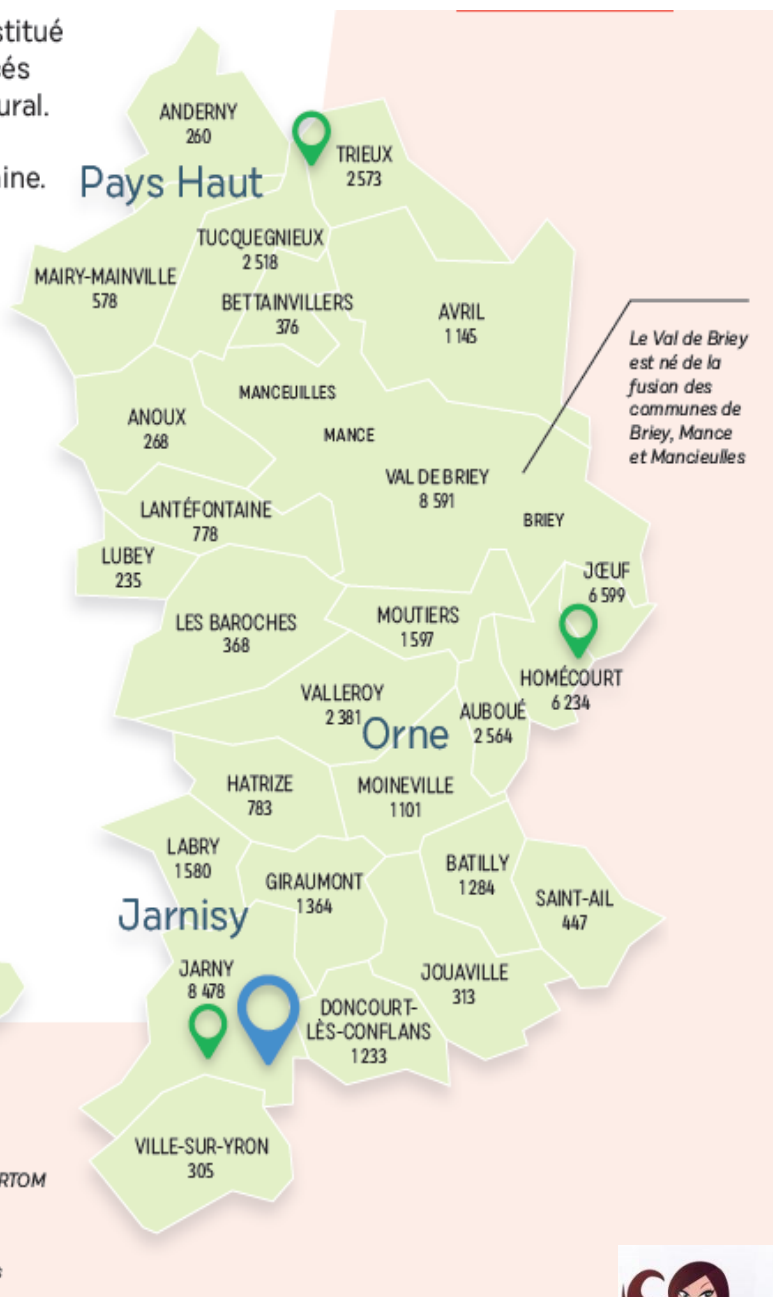 stitué
és
ural.
ine.
ANDERNY
260
TRIEUX
2 573
Pays Haut
TUCQUEGNIEUX
2 518
MAIRY-MAINVILLE
578
BETTAINVILLERS
376
AVRIL
1 145
Le Val de Briey
est né de la
fusion des
communes de
Briey, Mance
et Mancieulles
MANCEUILLES
ANOUX
268
MANCE
VAL DE BRIEY
8 591
BRIEY
LANTÉFONTAINE
778
LUBEY
235
JŒUF
6 599
LES BAROCHES
368
MOUTIERS
1 597
HOMÉCOURT
6 234
VALLEROY
2 381
AUBOUÉ
2 564
Orne
HATRIZE
783
MOINEVILLE
1 101
LABRY
1 580
GIRAUMONT
1 364
BATILLY
1 284
SAINT-AIL
447
Jarnisy
JARNY
8 478
JOUAVILLE
313
DONCOURT-
LÈS-CONFLANS
1 233
VILLE-SUR-YRON
305
RTOM
s